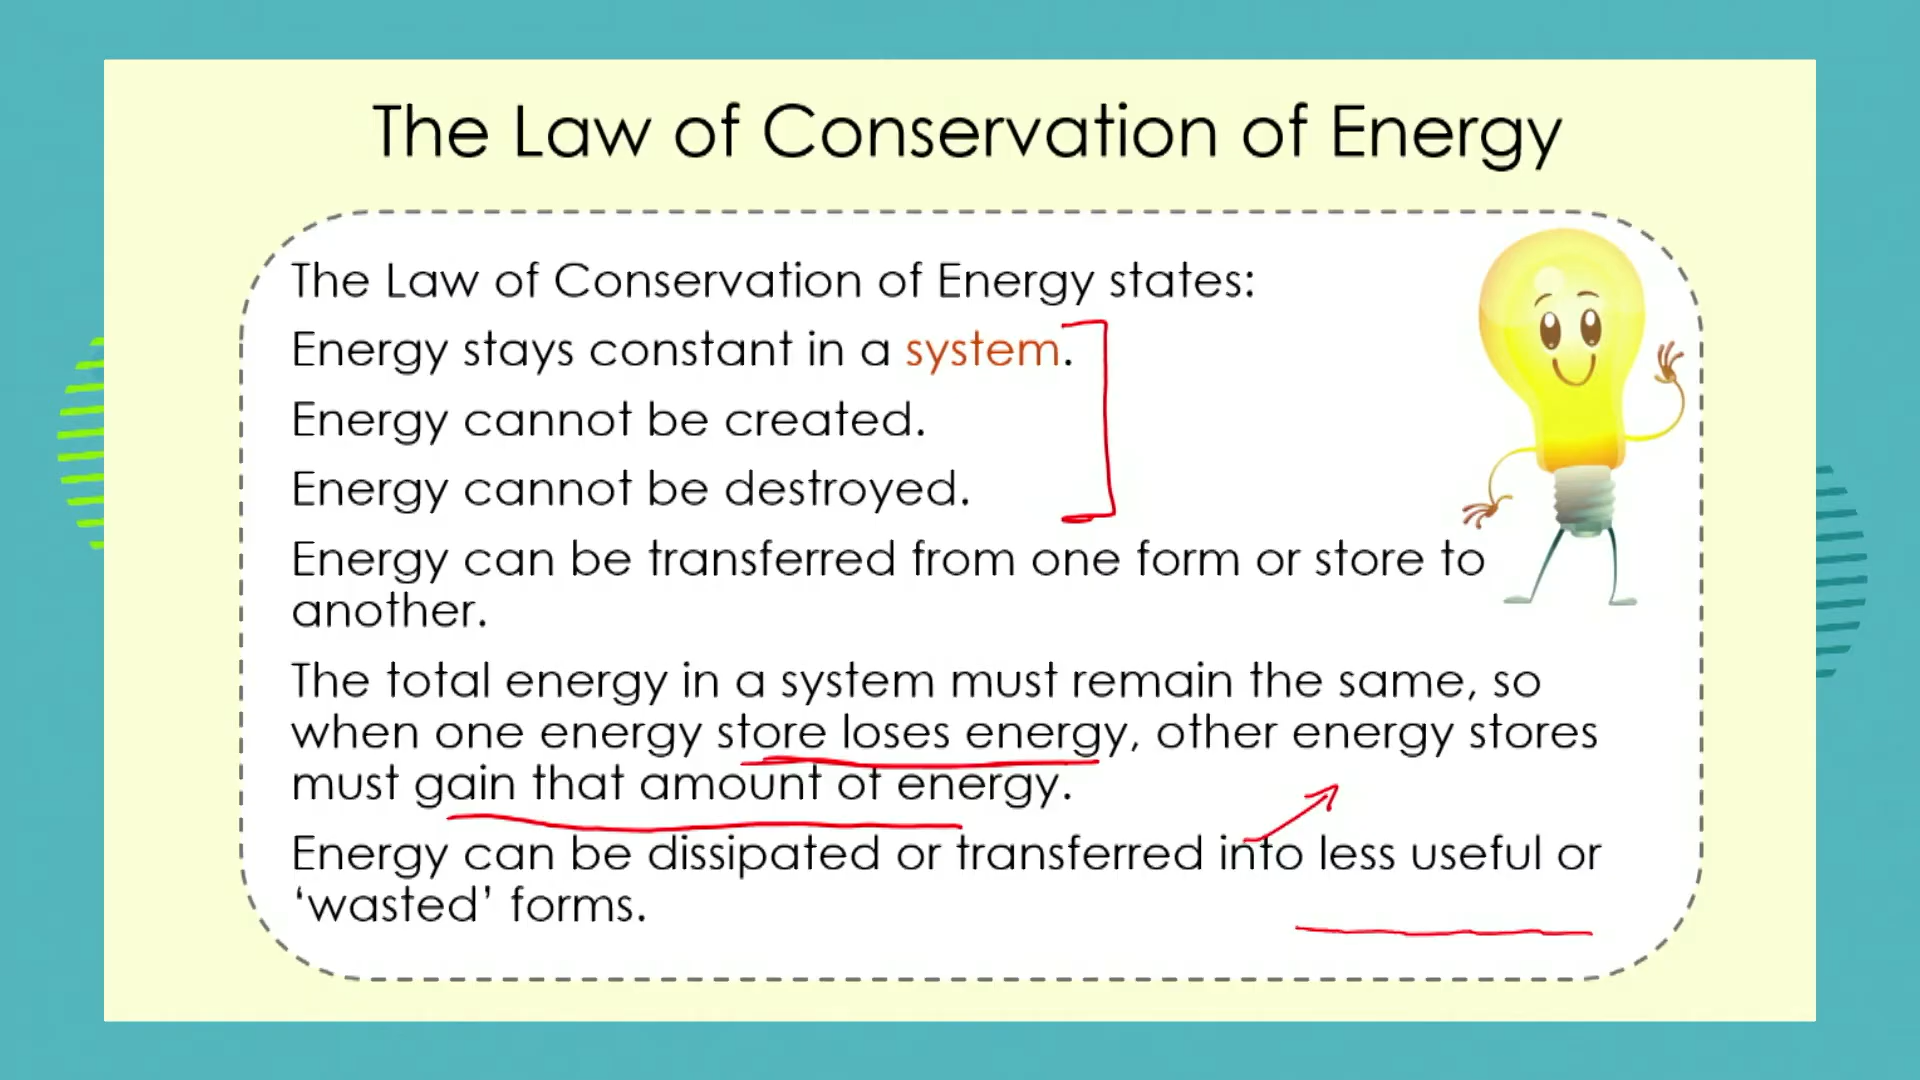 The Law of Conservation of Energy
The Law of Conservation of Energy states:
Energy stays constant in a system.
Energy cannot be created.
Energy cannot be destroyed.
Energy can be transferred from one form or store to
another.
The total energy in a system must remain the same, so
when one energy store loses energy, other energy stores
must gain that amount of energy.
Energy can be dissipated or transferred into less useful or
‘wasted’ forms.